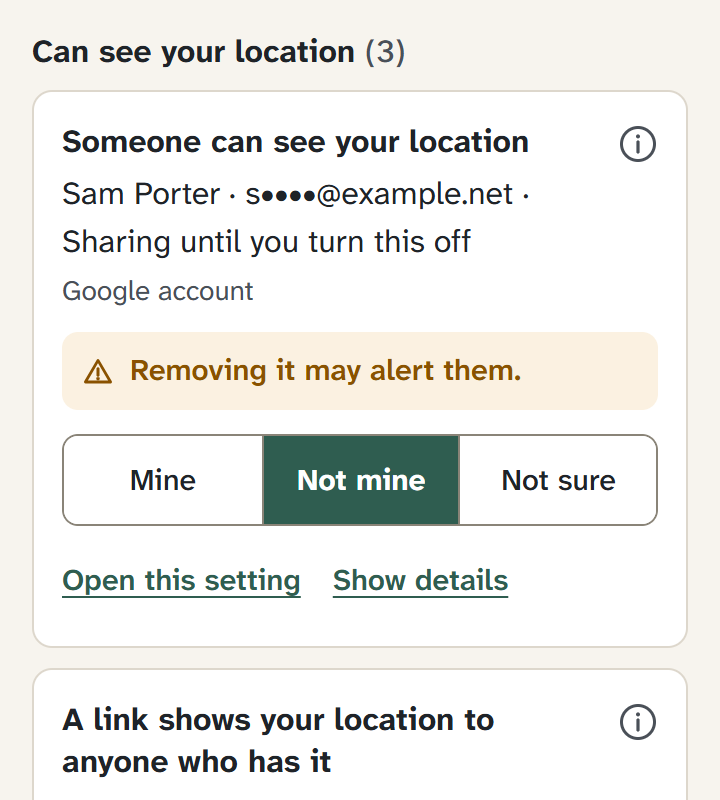 Can see your location (3)
Someone can see your location
Sam Porter · s●●●●@example.net ·
Sharing until you turn this off
Google account
Removing it may alert them.
Mine
Not mine
Not sure
Open this setting
Show details
A link shows your location to
anyone who has it